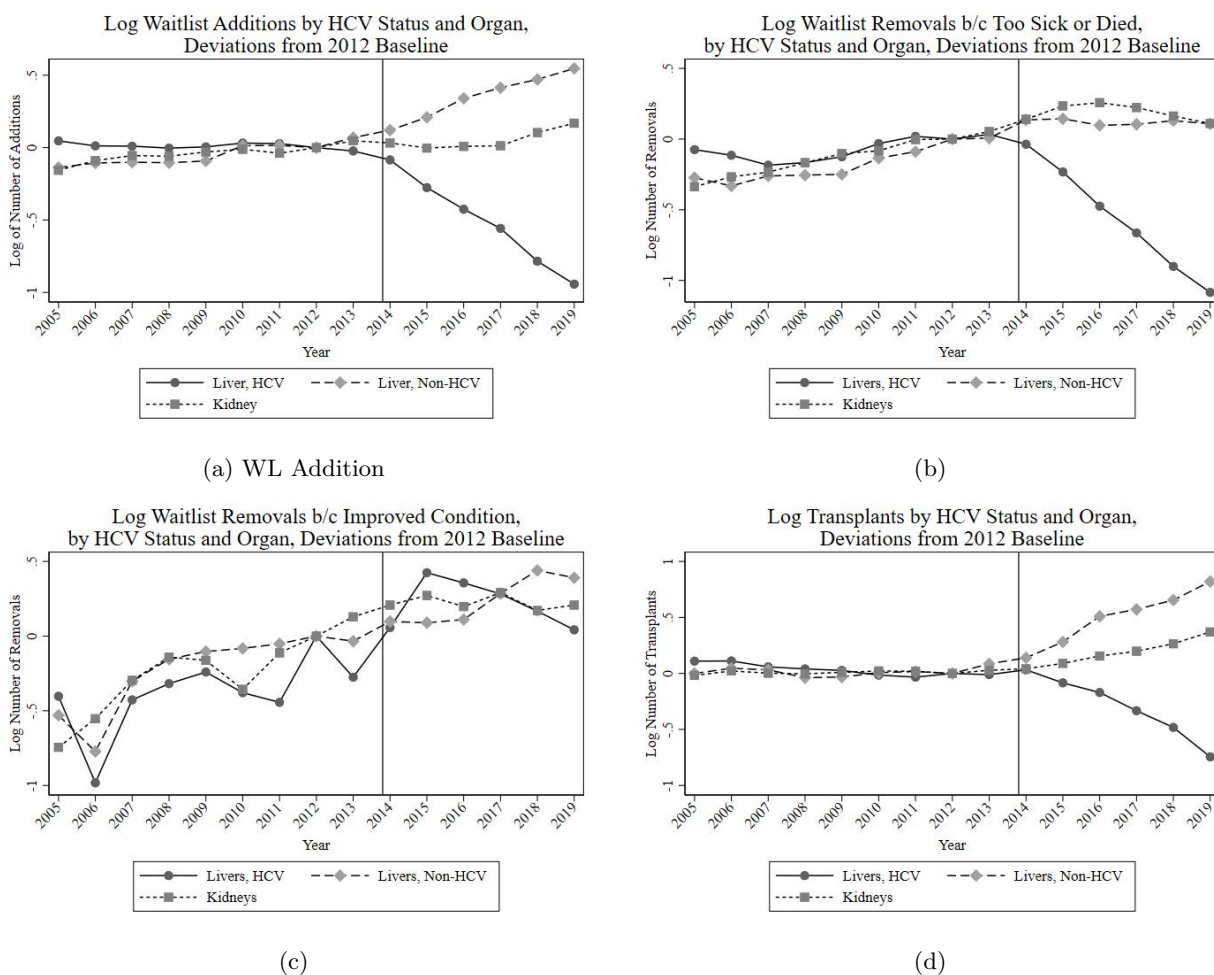 Log Waitlist Additions by HCV Status and Organ,
Deviations from 2012 Baseline
Log of Number of Additions
.5
0
-.5
-1
2005 2006 2007 2008 2009 2010 2011 2012 2013 2014 2015 2016 2017 2018 2019
Year
Liver, HCV Liver, Non-HCV
Kidney
(a) WL Addition
Log Waitlist Removals b/c Too Sick or Died,
by HCV Status and Organ, Deviations from 2012 Baseline
Log Number of Removals
.5
0
-.5
-1
2005 2006 2007 2008 2009 2010 2011 2012 2013 2014 2015 2016 2017 2018 2019
Year
Livers, HCV Livers, Non-HCV
Kidneys
(b)
Log Waitlist Removals b/c Improved Condition,
by HCV Status and Organ, Deviations from 2012 Baseline
Log Number of Removals
.5
0
-.5
-1
2005 2006 2007 2008 2009 2010 2011 2012 2013 2014 2015 2016 2017 2018 2019
Year
Livers, HCV Livers, Non-HCV
Kidneys
(c)
Log Transplants by HCV Status and Organ,
Deviations from 2012 Baseline
Log Number of Transplants
1
.5
0
-.5
-1
2005 2006 2007 2008 2009 2010 2011 2012 2013 2014 2015 2016 2017 2018 2019
Year
Livers, HCV Livers, Non-HCV
Kidneys
(d)